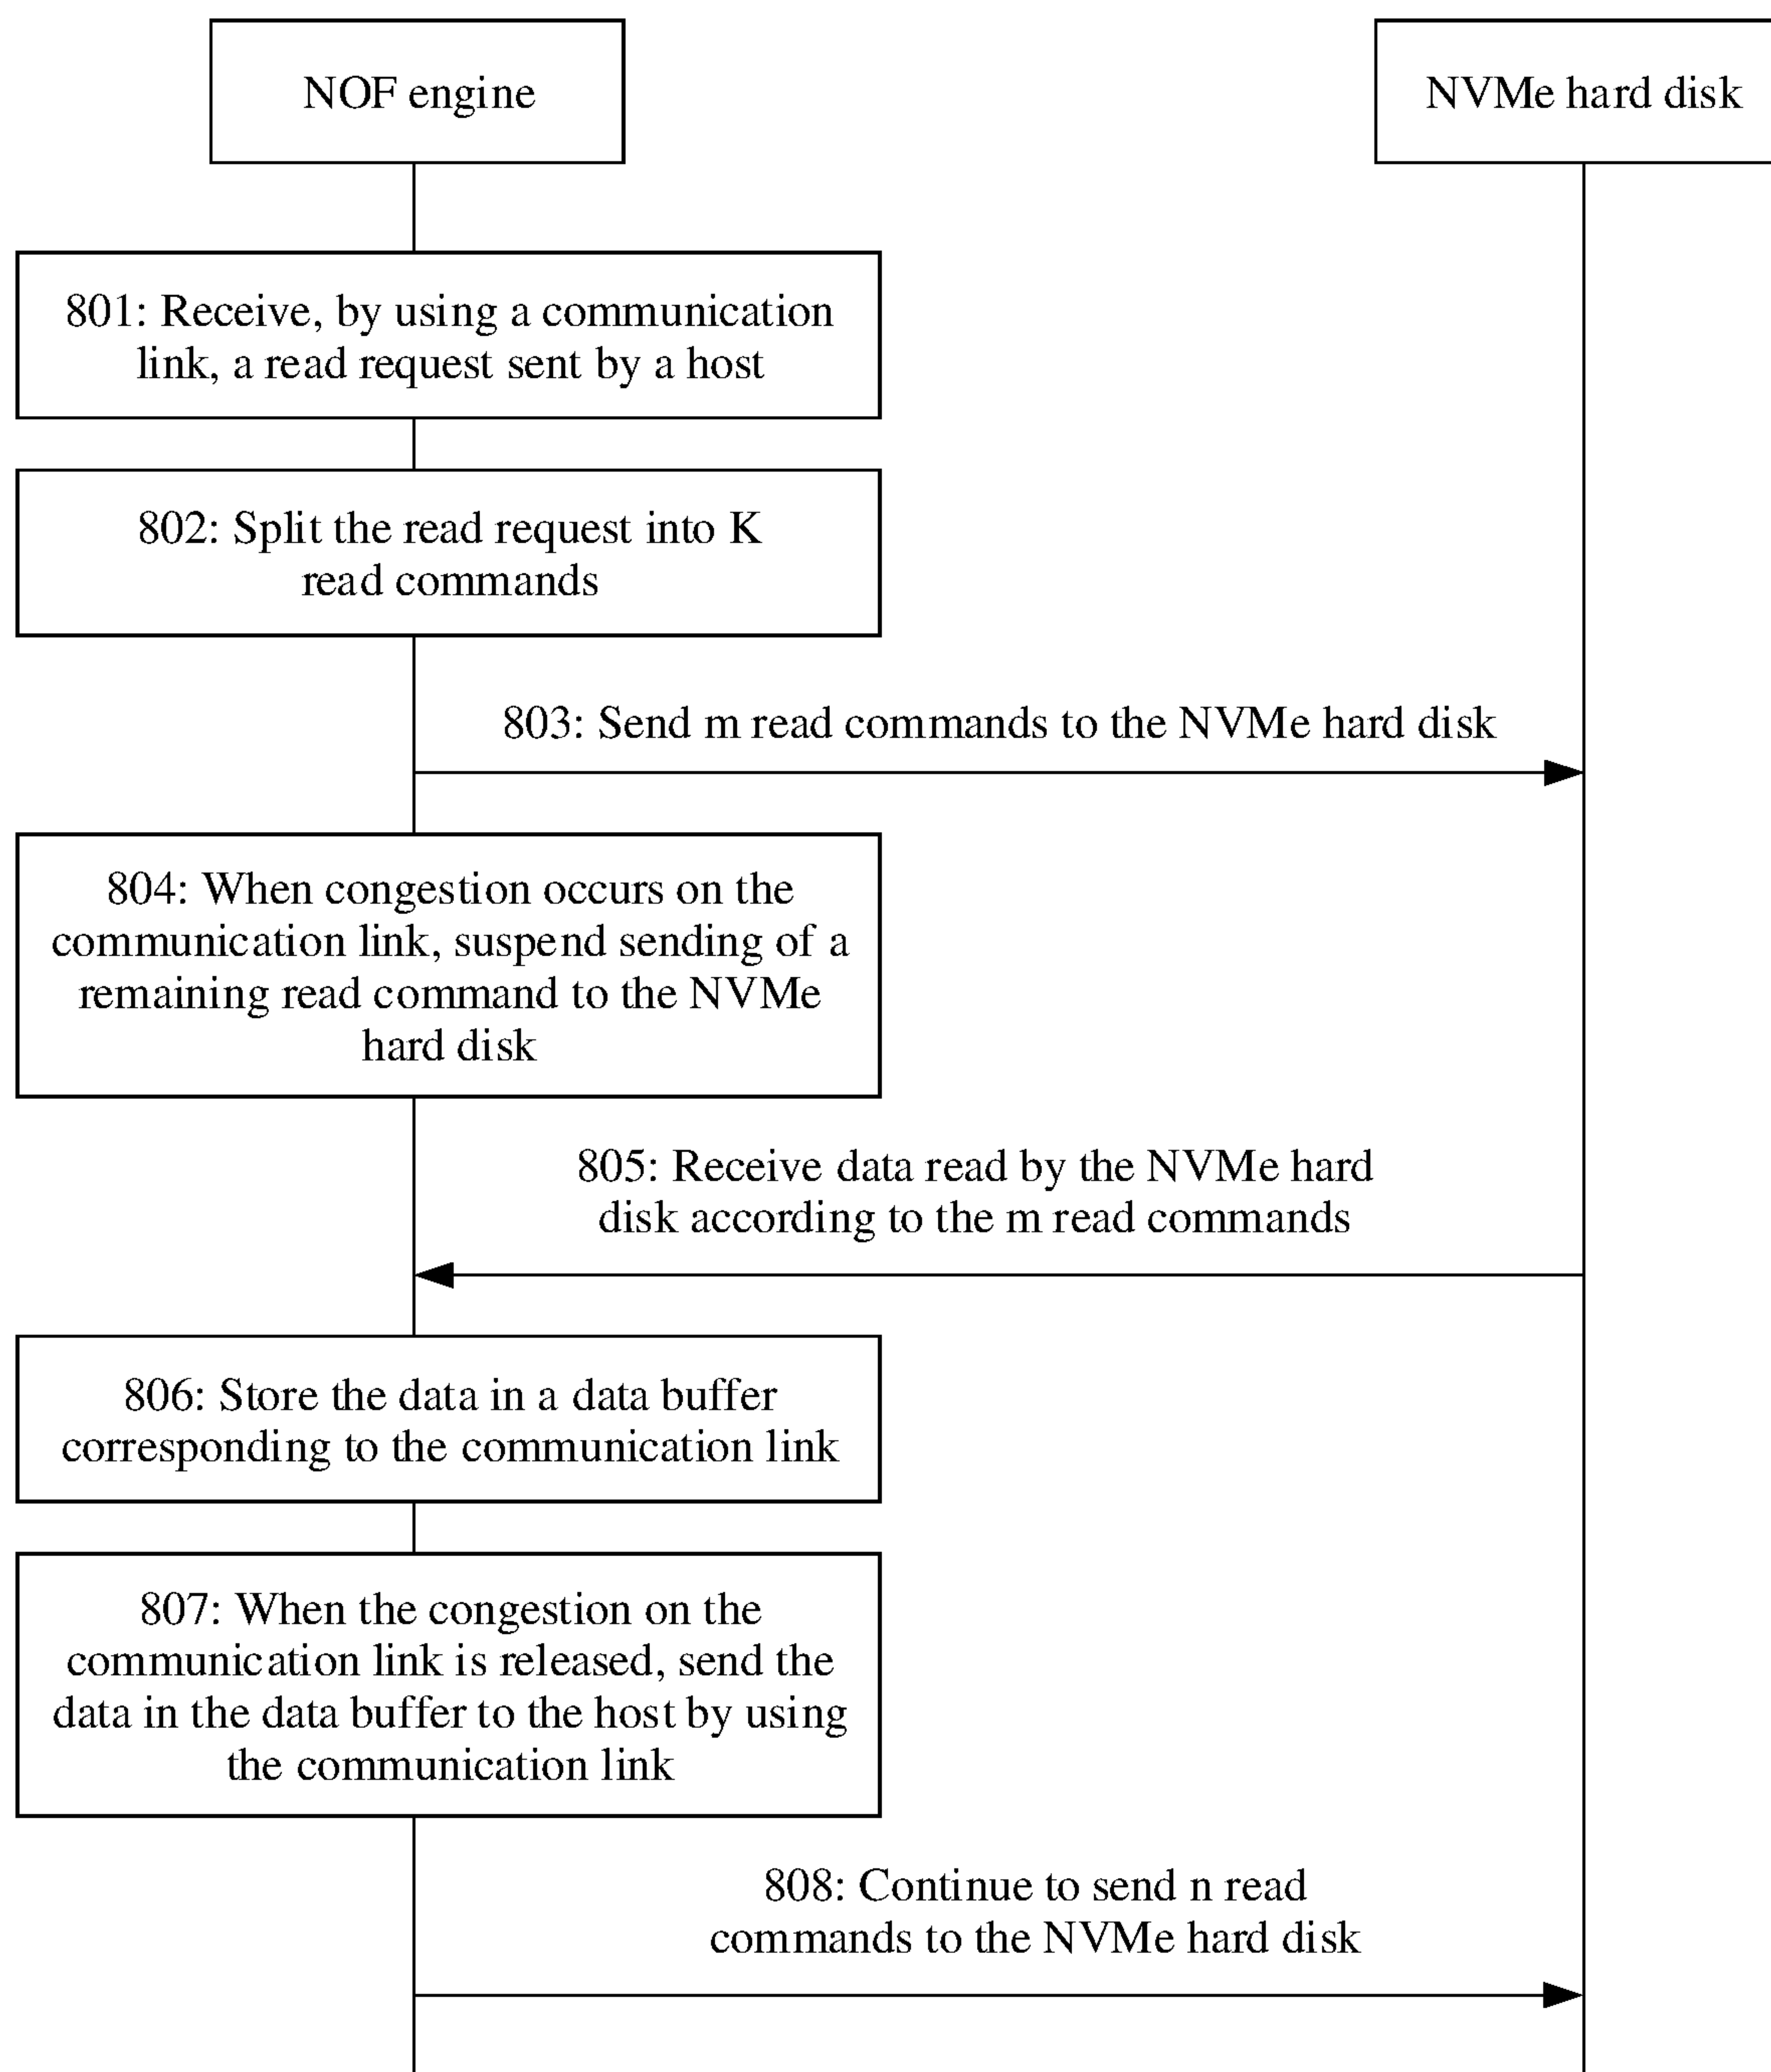 NOF engine
NVMe hard disk
801: Receive, by using a communication
link, a read request sent by a host
802: Split the read request into K
read commands
803: Send m read commands to the NVMe hard disk
804: When congestion occurs on the
communication link, suspend sending of a
remaining read command to the NVMe
hard disk
805: Receive data read by the NVMe hard
disk according to the m read commands
806: Store the data in a data buffer
corresponding to the communication link
807: When the congestion on the
communication link is released, send the
data in the data buffer to the host by using
the communication link
808: Continue to send n read
commands to the NVMe hard disk